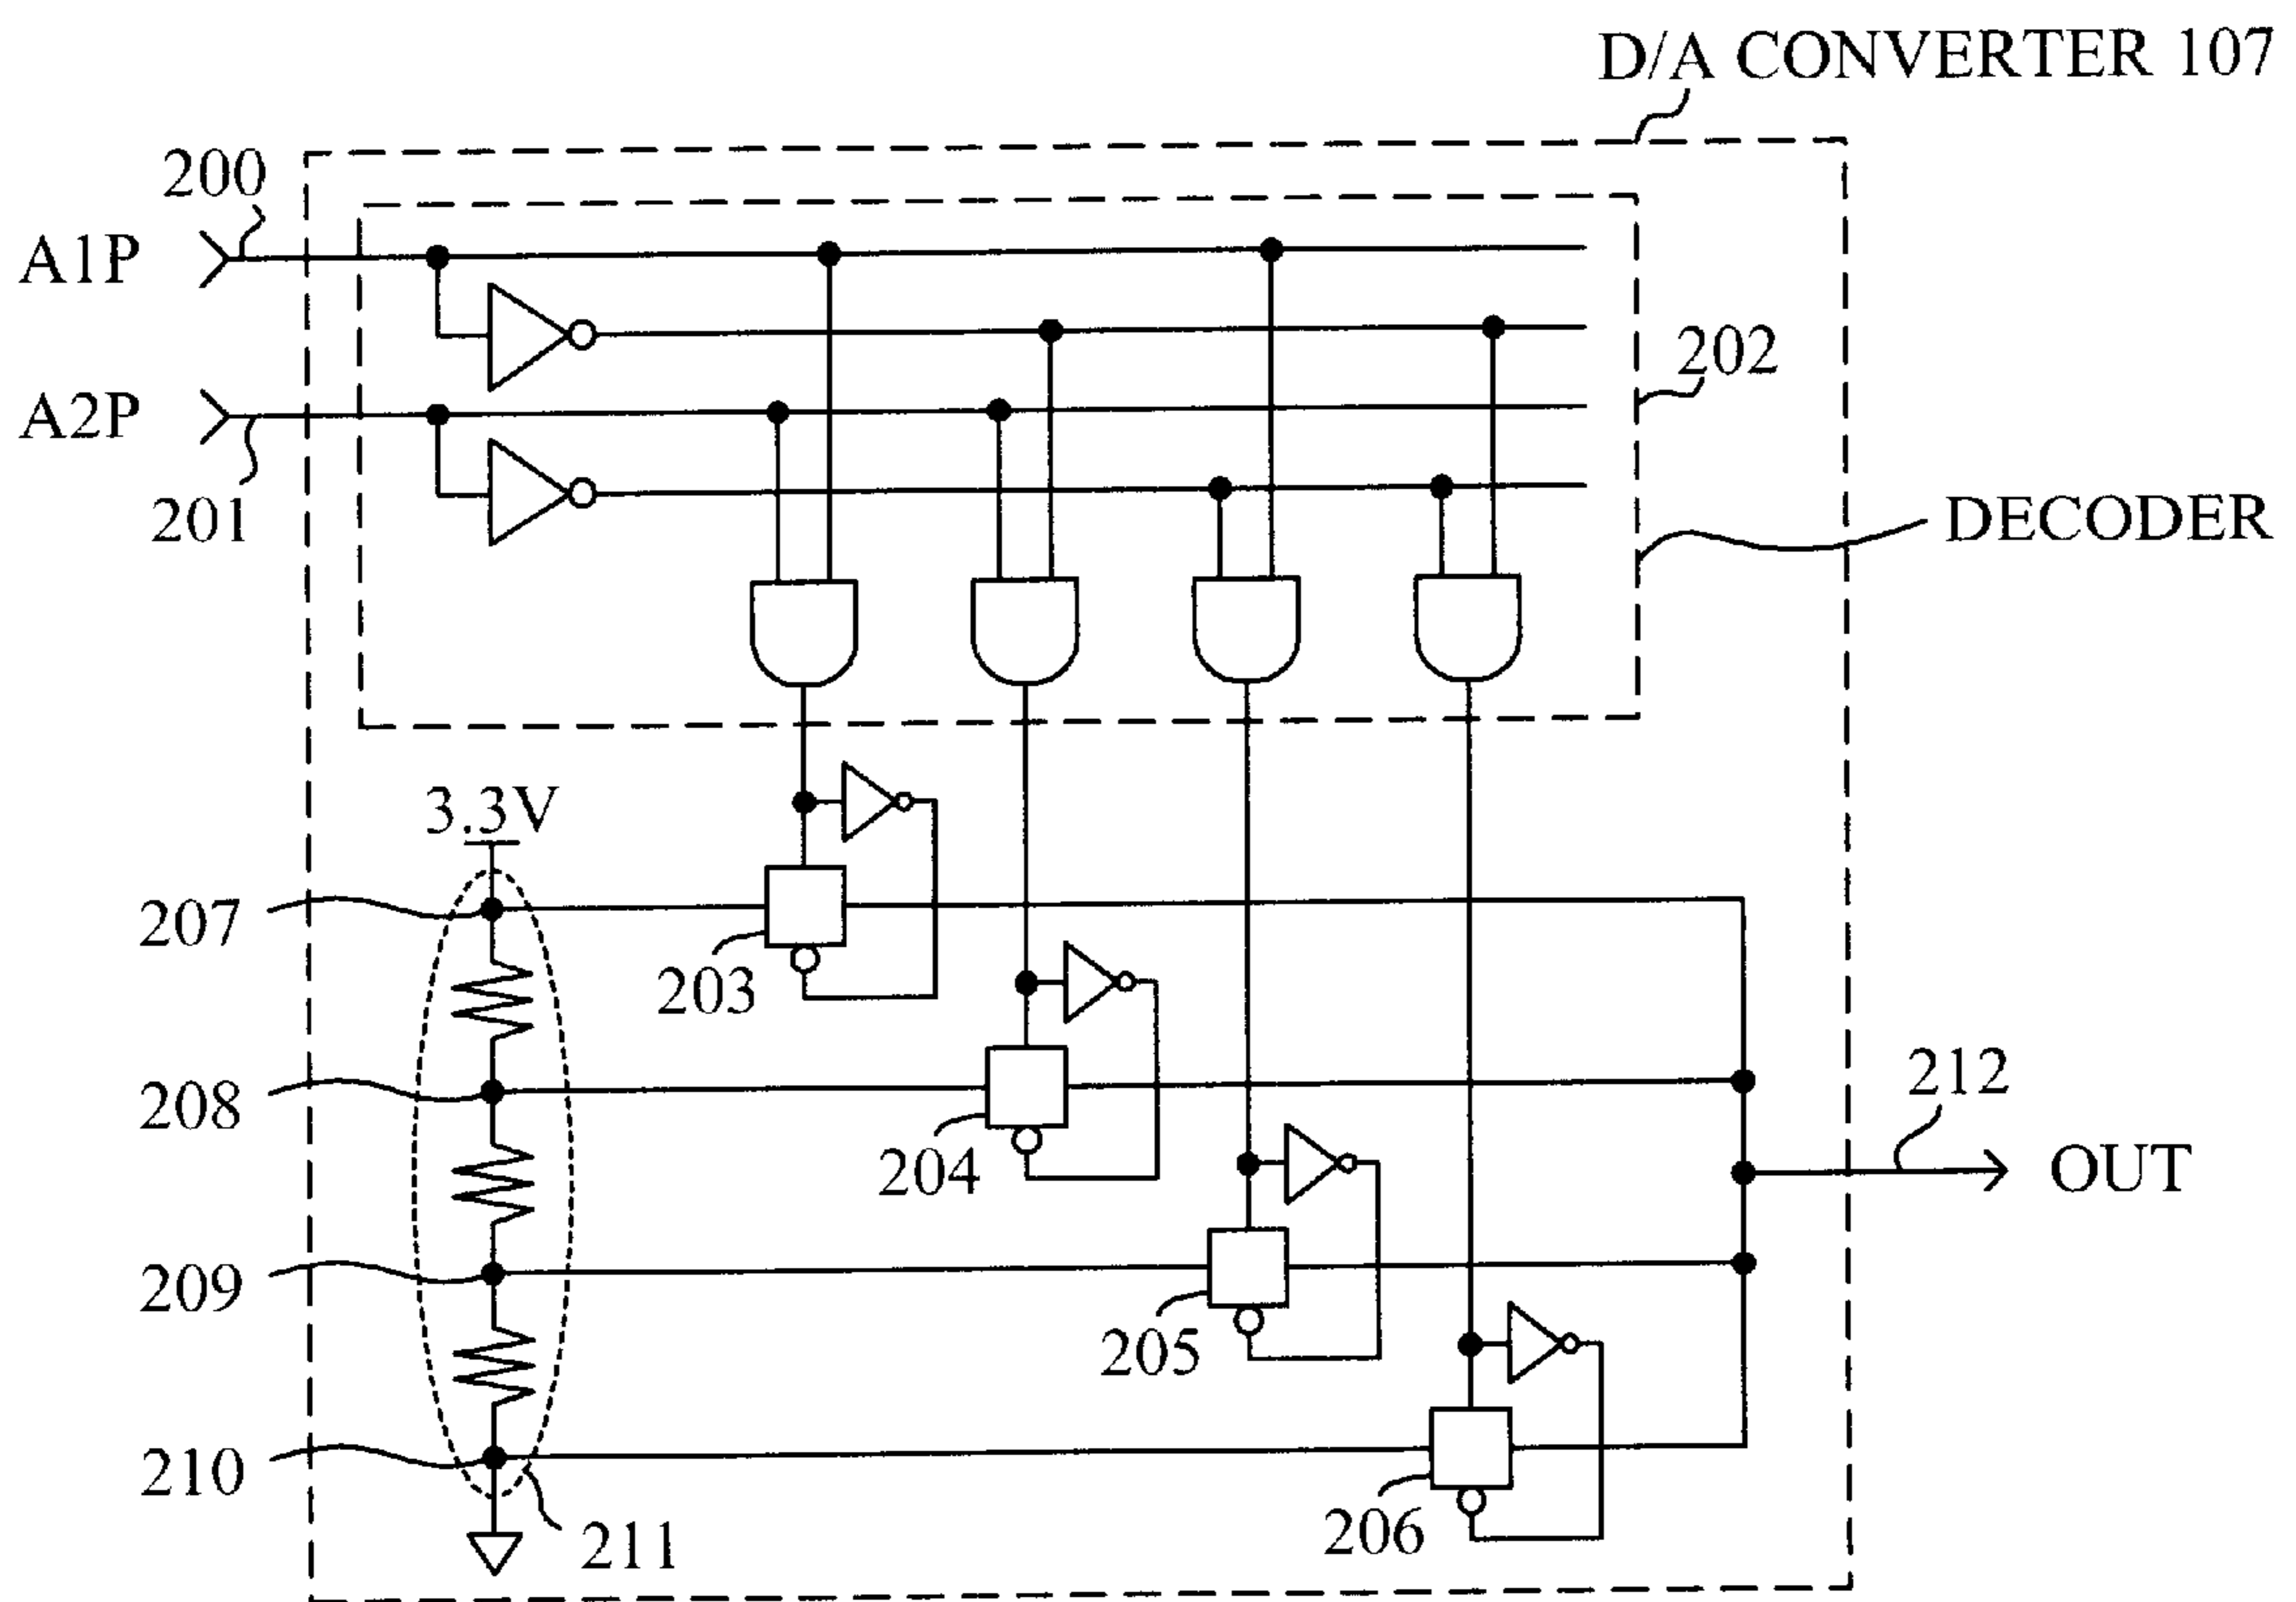 D/A CONVERTER 107
200
A1P
202
A2P
201
DECODER
3.3V
207
203
208
204
212
OUT
209
205
210
206
211